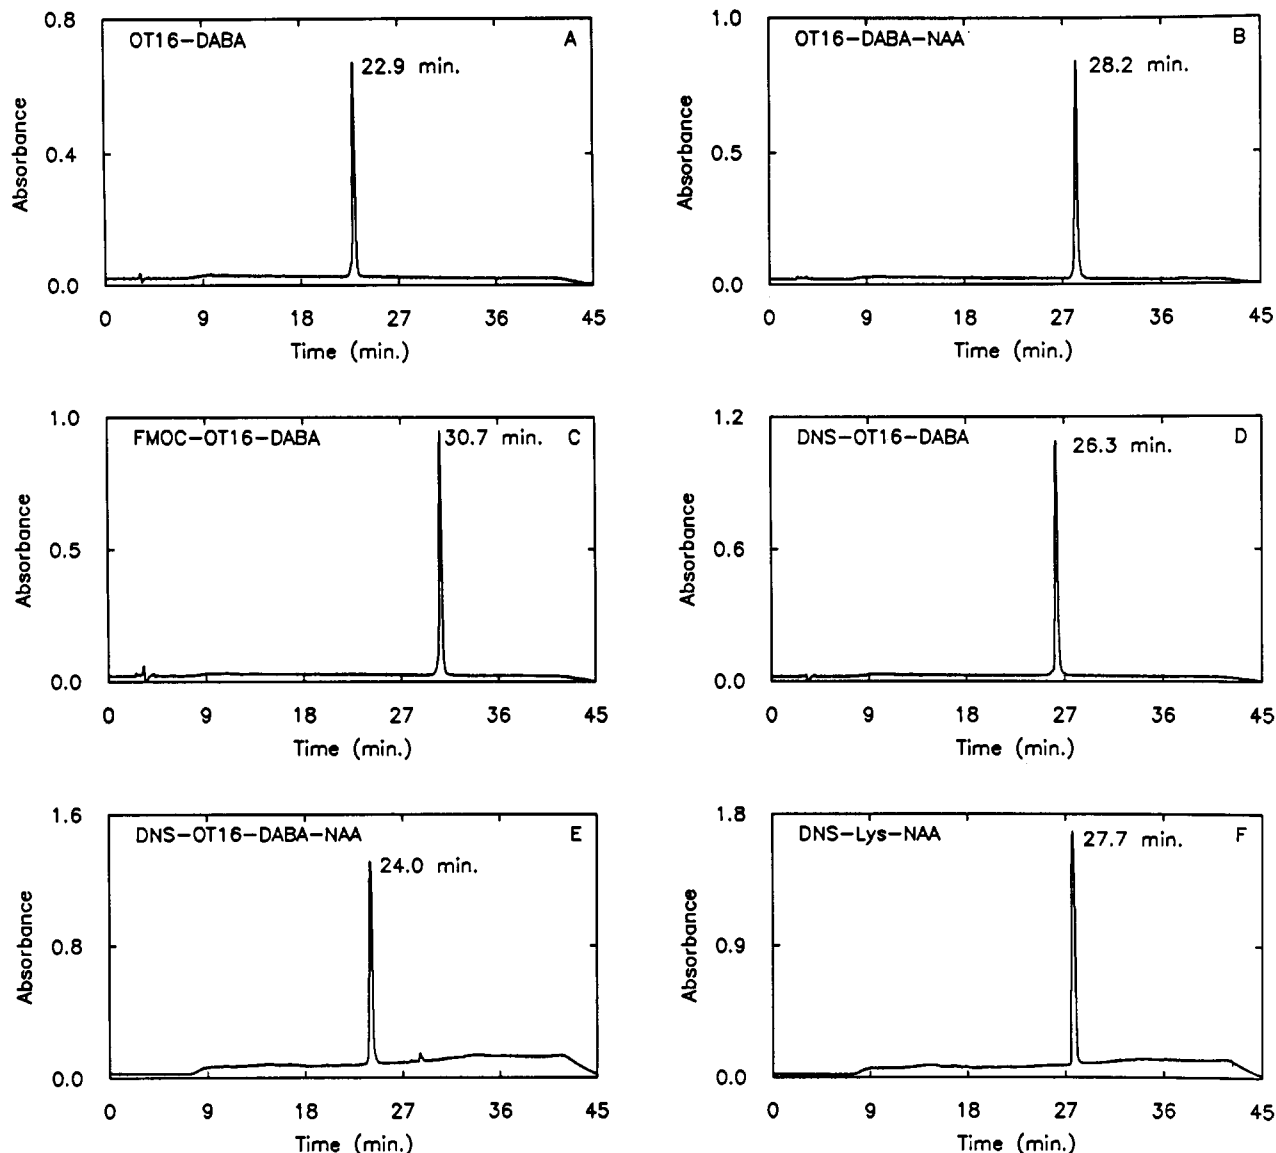 0.8
OT16-DABA
A
22.9 min.
0.4
0.0
Absorbance
0 9 18 27 36 45
Time (min.)
1.0
OT16-DABA-NAA
B
28.2 min.
0.5
0.0
Absorbance
0 9 18 27 36 45
Time (min.)
1.0
FMOC-OT16-DABA
C
30.7 min.
0.5
0.0
Absorbance
0 9 18 27 36 45
Time (min.)
1.2
DNS-OT16-DABA
D
26.3 min.
0.6
0.0
Absorbance
0 9 18 27 36 45
Time (min.)
1.6
DNS-OT16-DABA-NAA
E
24.0 min.
0.8
0.0
Absorbance
0 9 18 27 36 45
Time (min.)
1.8
DNS-Lys-NAA
F
27.7 min.
0.9
0.0
Absorbance
0 9 18 27 36 45
Time (min.)